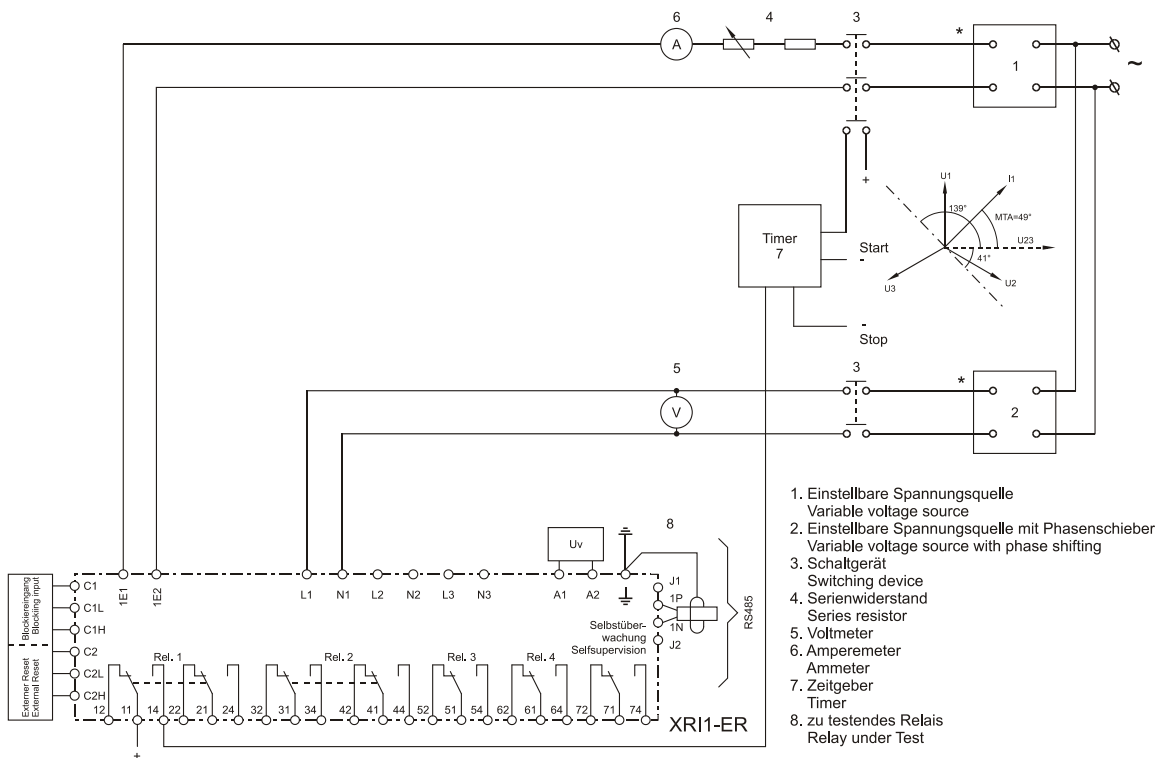 6 4 3
A * 1 ~
+
U1 I1
139° MTA=49°
Timer
7
Start
-
U23
41°
U3 U2
-
Stop
5 3
V * 2
1. Einstellbare Spannungsquelle
Variable voltage source
2. Einstellbare Spannungsquelle mit Phasenschieber
Variable voltage source with phase shifting
3. Schaltgerät
Switching device
4. Serienwiderstand
Series resistor
5. Voltmeter
6. Amperemeter
Ammeter
7. Zeitgeber
Timer
8. zu testendes Relais
Relay under Test
8
Uv
Blockiereingang
Blockiing input
Externer Reset
External Reset
C1
C1L
C1H
C2
C2L
C2H
1E1 1E2 L1 N1 L2 N2 L3 N3 A1 A2
J1
1P
1N
J2
RS485
Selbstüber-
wachung
Selfsupervision
Rel. 1 Rel. 2 Rel. 3 Rel. 4
12 11 14 22 21 24 32 31 34 42 41 44 52 51 54 62 61 64 72 71 74
XRI1-ER
+